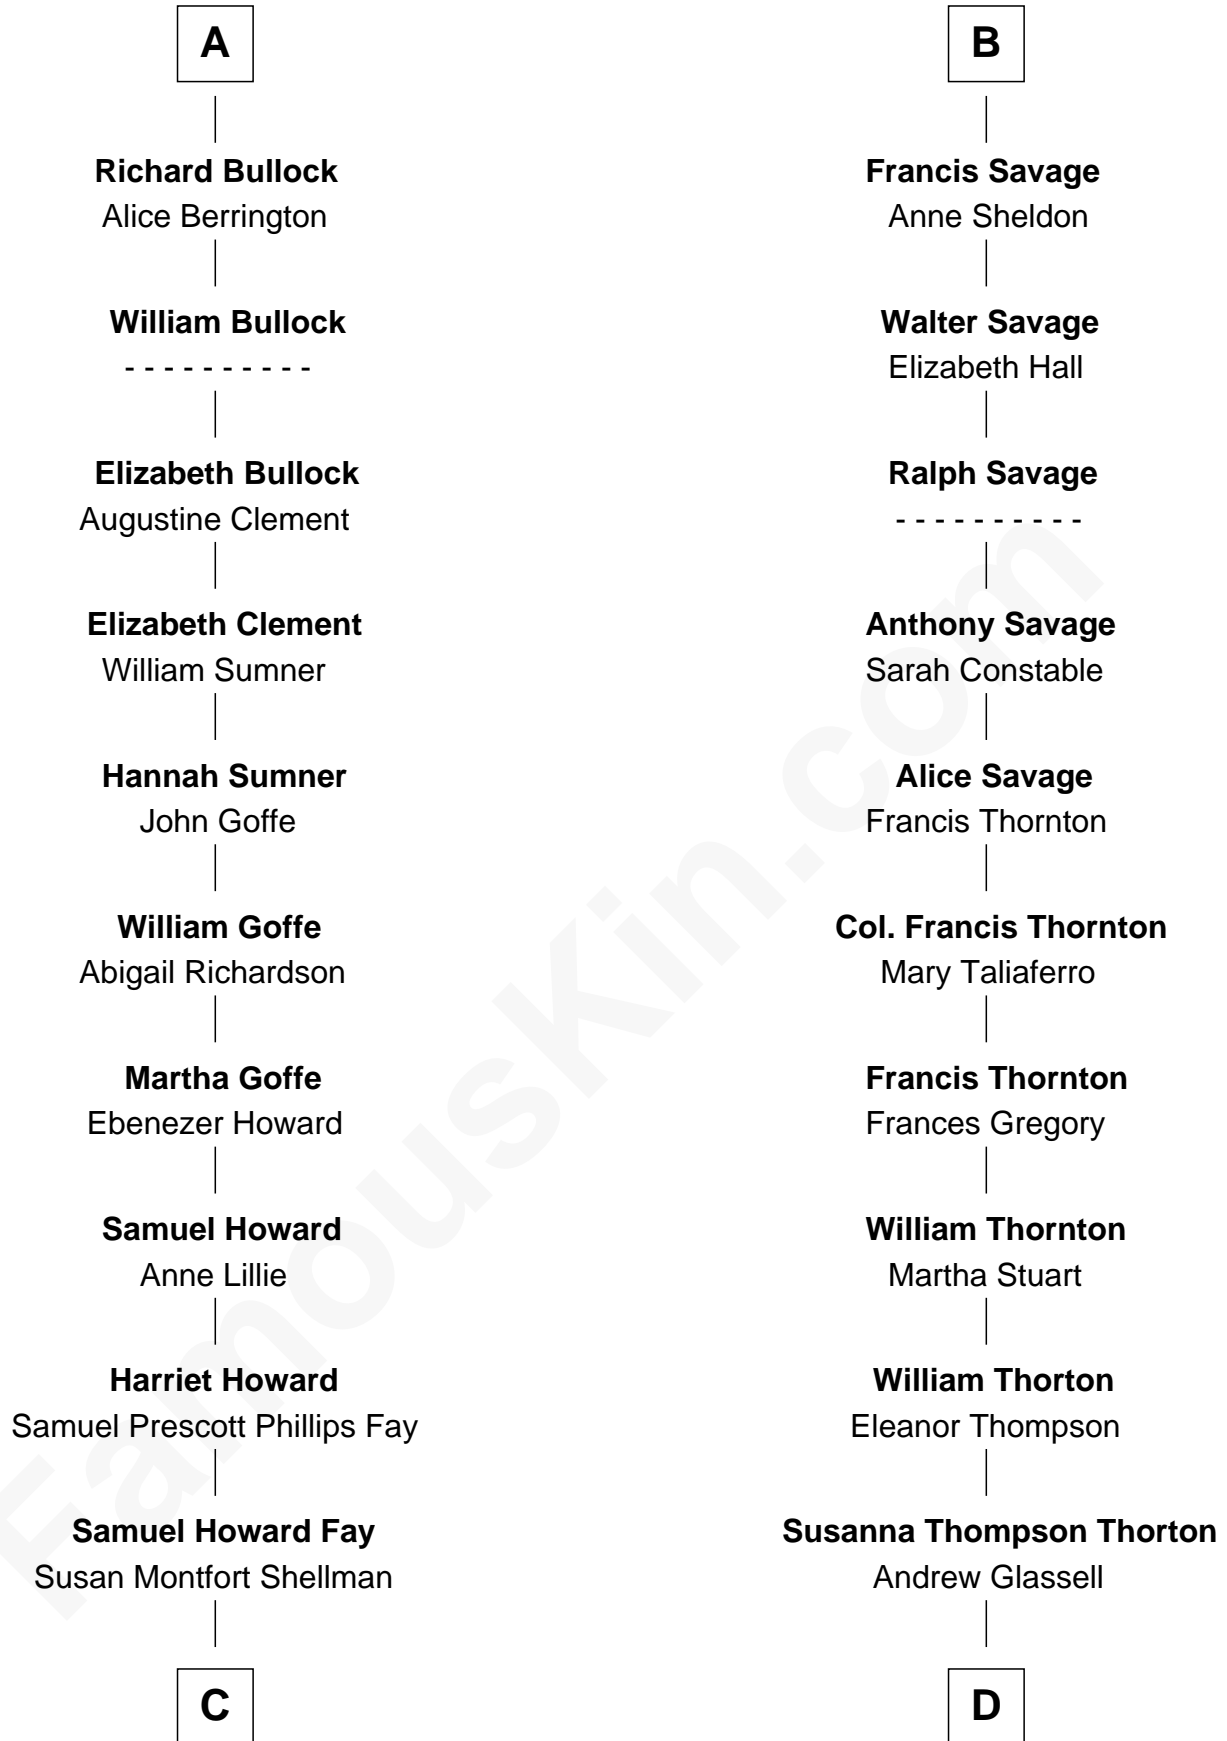 A
Richard Bullock
Alice Berrington
William Bullock
- - - - - - - - - -
Elizabeth Bullock
Augustine Clement
Elizabeth Clement
William Sumner
Hannah Sumner
John Goffe
William Goffe
Abigail Richardson
Martha Goffe
Ebenezer Howard
Samuel Howard
Anne Lillie
Harriet Howard
Samuel Prescott Phillips Fay
Samuel Howard Fay
Susan Montfort Shellman
C
B
Francis Savage
Anne Sheldon
Walter Savage
Elizabeth Hall
Ralph Savage
- - - - - - - - - -
Anthony Savage
Sarah Constable
Alice Savage
Francis Thornton
Col. Francis Thornton
Mary Taliaferro
Francis Thornton
Frances Gregory
William Thornton
Martha Stuart
William Thorton
Eleanor Thompson
Susanna Thompson Thorton
Andrew Glassell
D
FamousKin.com